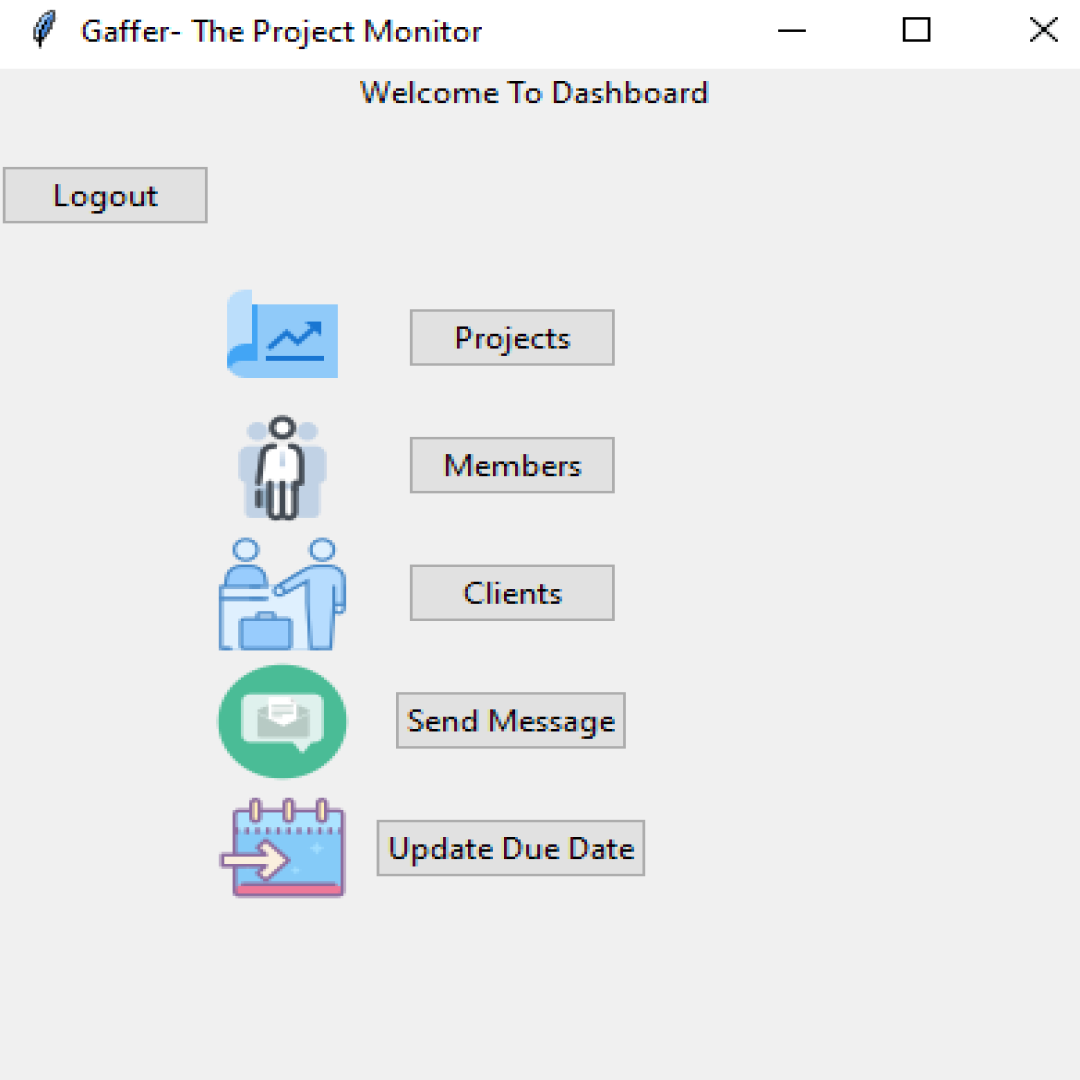 Gaffer- The Project Monitor
Welcome To Dashboard
Logout
Projects
Members
Clients
Send Message
Update Due Date